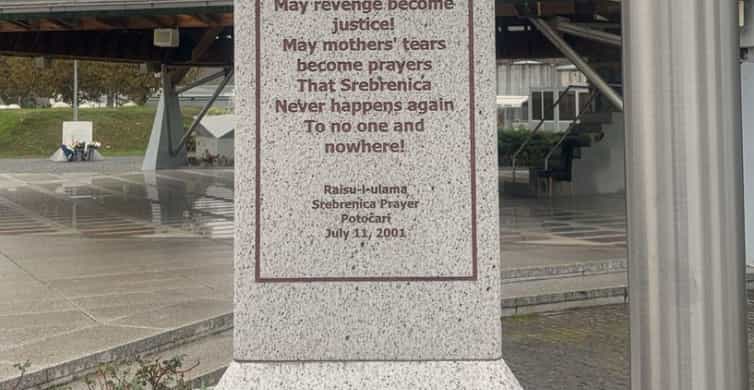 May revenge become
justice!
May mothers' tears
become prayers
That Srebrenica
Never happens again
To no one and
nowhere!
Raisu-l-ulama
Srebrenica Prayer
Potočari
July 11, 2001